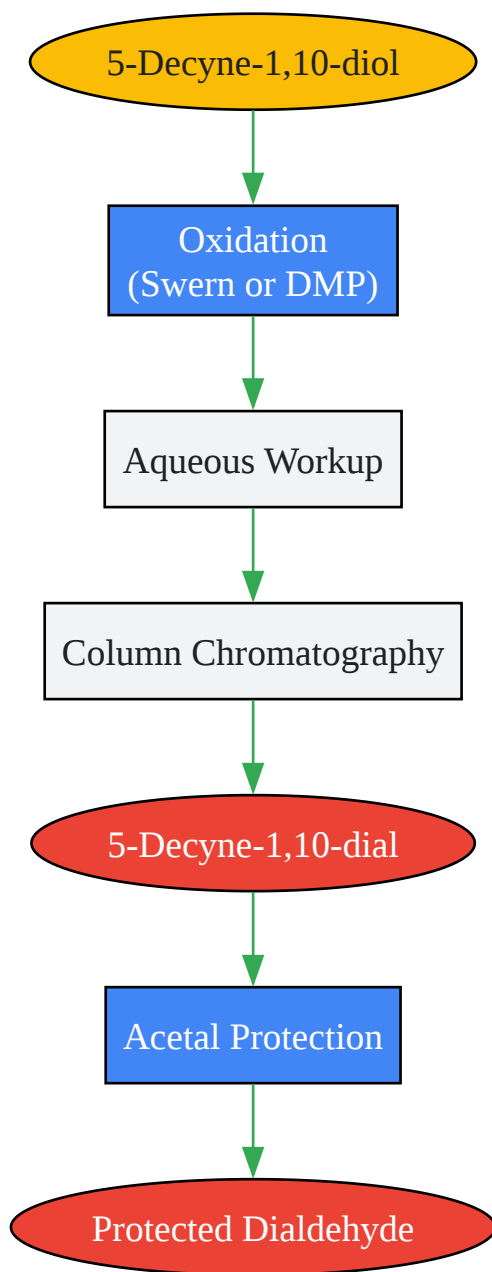 5-Decyne-1,10-diol
Oxidation
(Swern or DMP)
Aqueous Workup
Column Chromatography
5-Decyne-1,10-dial
Acetal Protection
Protected Dialdehyde